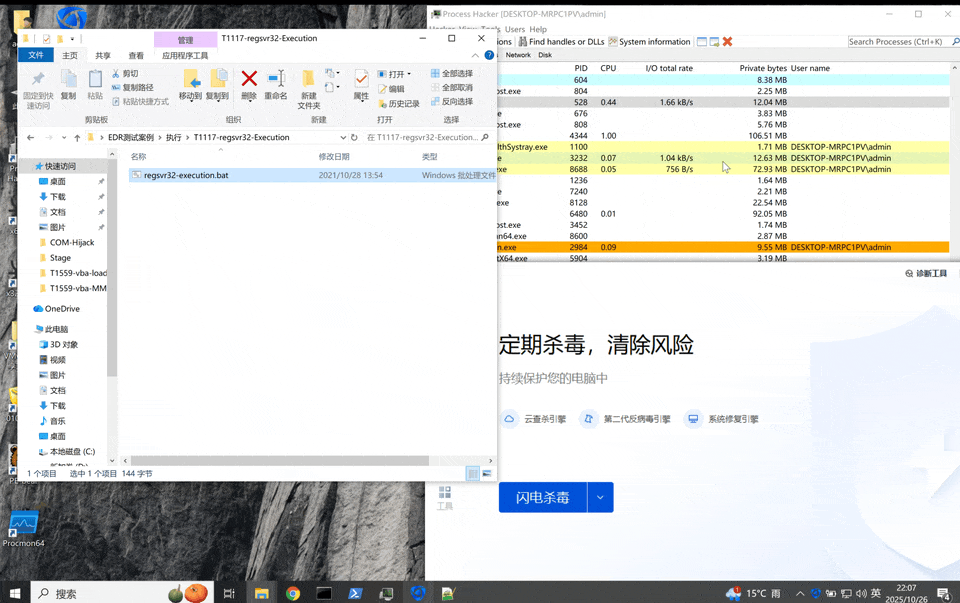 管理
T1117-regsvr32-Execution
文件
主页
共享
查看
应用程序工具
固定到快速访问
复制
粘贴
剪切
复制路径
粘贴快捷方式
移动到
复制到
删除
重命名
新建
文件夹
属性
打开
编辑
历史记录
全部选择
全部取消
反向选择
剪贴板
组织
新建
打开
选择
EDR测试案例 › 执行 › T1117-regsvr32-Execution
在 T1117-regsvr32-Execution...
名称 修改日期 类型
regsvr32-execution.bat 2021/10/28 13:54 Windows 批处理文件
快速访问
桌面
下载
文档
图片
COM-Hijack
Stage
T1559-vba-load
T1559-vba-MM
OneDrive
此电脑
3D 对象
视频
图片
文档
下载
音乐
桌面
本地磁盘 (C:)
1 个项目 选中 1 个项目 144 字节
Process Hacker [DESKTOP-MRPC1PV\admin]
Hacker View Tools Users Help
Find handles or DLLs System information
Search Processes (Ctrl+K)
Network Disk
PID CPU I/O total rate Private bytes User name
604 8.38 MB
ost.exe 804 2.25 MB
528 0.44 1.66 kB/s 12.04 MB
e 676 3.83 MB
ost.exe 808 5.76 MB
4344 1.00 106.51 MB
lthSystray.exe 1100 1.71 MB DESKTOP-MRPC1PV\admin
e 3232 0.07 1.04 kB/s 12.63 MB DESKTOP-MRPC1PV\admin
xe 8688 0.05 756 B/s 72.93 MB DESKTOP-MRPC1PV\admin
1236 1.64 MB
e 7240 2.21 MB
.exe 8128 22.54 MB
6480 0.01 92.05 MB
ost.exe 3452 1.74 MB
an64.exe 8600 2.87 MB
n.exe 2984 0.09 9.55 MB DESKTOP-MRPC1PV\admin
tX64.exe 5904 3.19 MB
诊断工具
定期杀毒，清除风险
持续保护您的电脑中
云查杀引擎 第二代反病毒引擎 系统修复引擎
闪电杀毒
工具
Procmon64
搜索
15°C 雨
英
22:07
2025/10/26